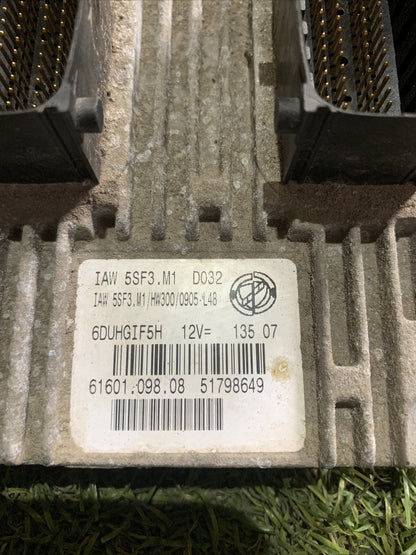 IAW 5SF3.M1 D032
IAW 5SF3.M1/HW300/0905-L48
6DUHGIF5H 12V= 135 07
61601.098.08 51798649